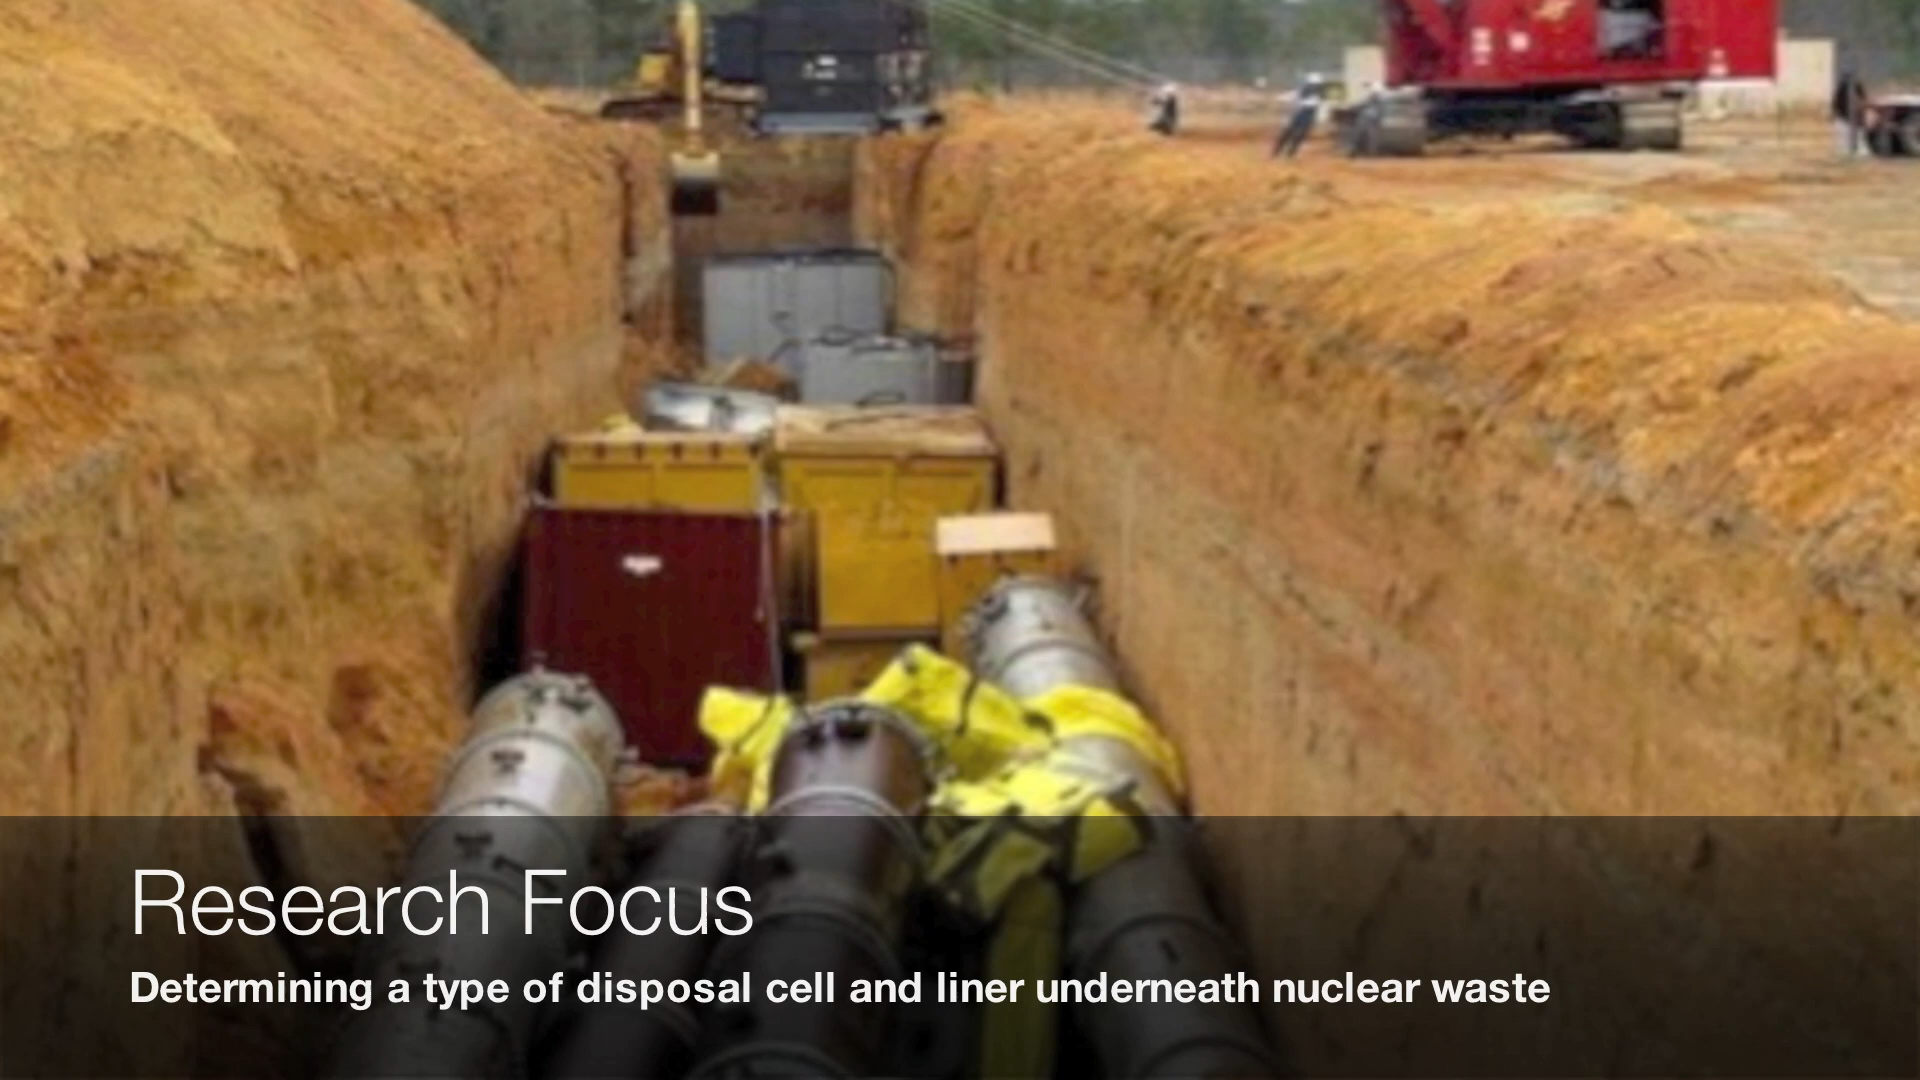 Research Focus
Determining a type of disposal cell and liner underneath nuclear waste